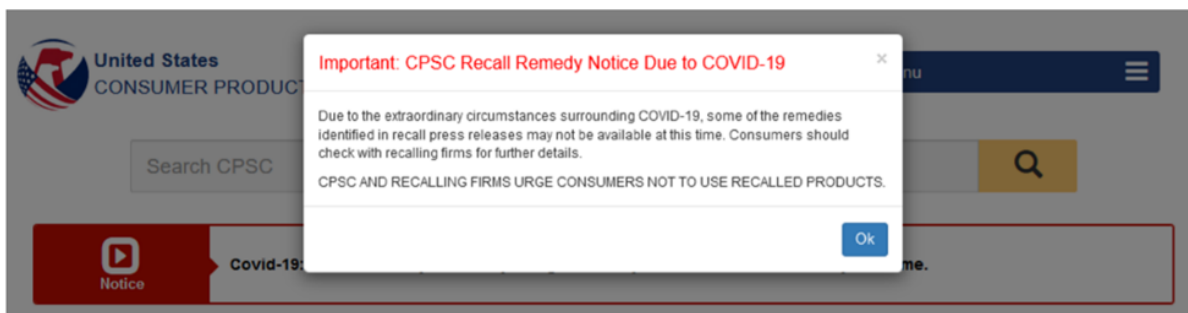 United States
CONSUMER PRODUC
Important: CPSC Recall Remedy Notice Due to COVID-19
×
nu
Due to the extraordinary circumstances surrounding COVID-19, some of the remedies
identified in recall press releases may not be available at this time. Consumers should
check with recalling firms for further details.
CPSC AND RECALLING FIRMS URGE CONSUMERS NOT TO USE RECALLED PRODUCTS.
Search CPSC
Ok
Notice
Covid-19:
me.